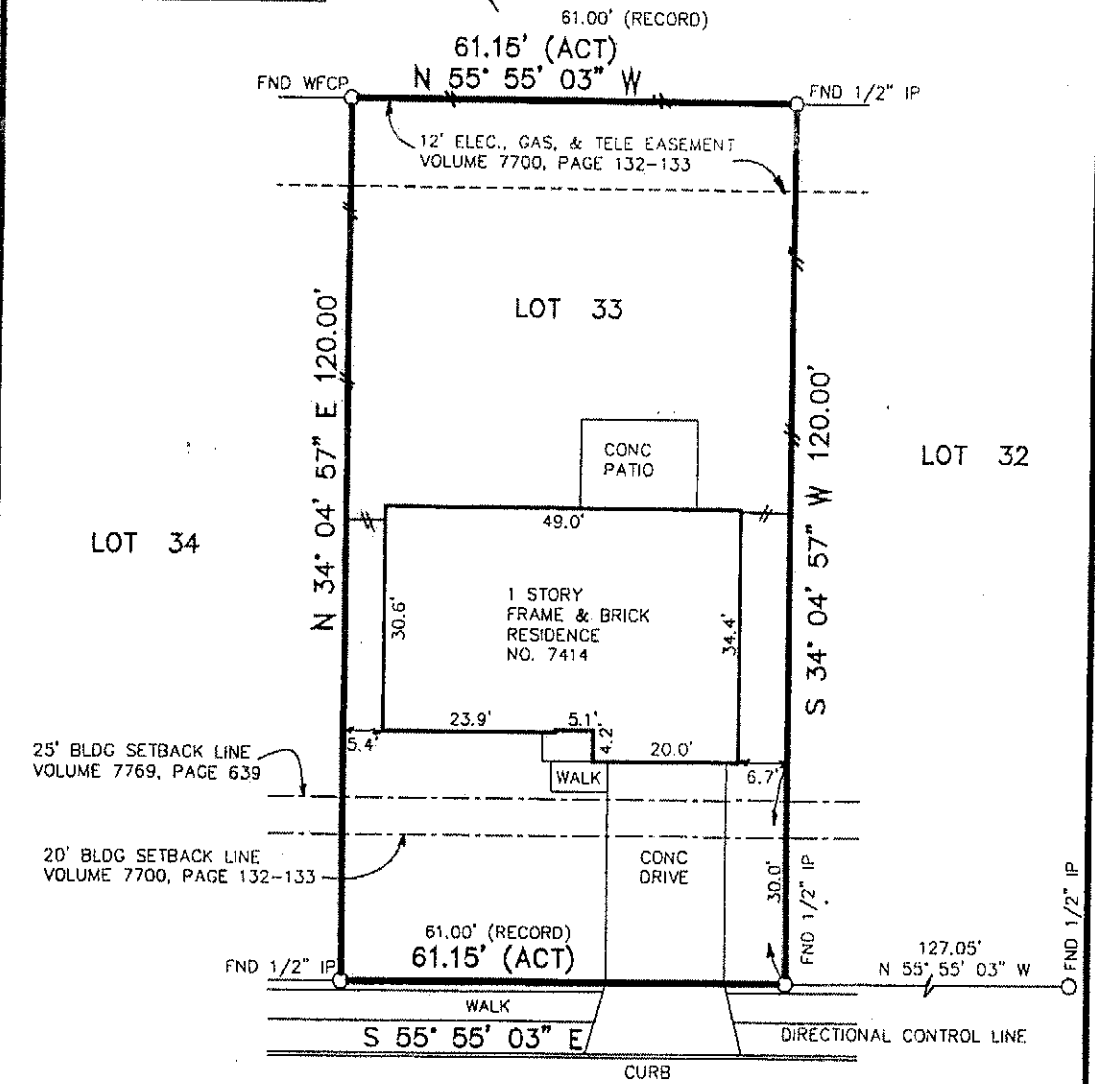 61.00' (RECORD)
61.15' (ACT)
N 55° 55' 03" W
FND WFCP
FND 1/2" IP
12' ELEC., GAS, & TELE EASEMENT
VOLUME 7700, PAGE 132-133
LOT 33
N 34° 04' 57" E 120.00'
S 34° 04' 57" W 120.00'
CONC
PATIO
LOT 32
LOT 34
49.0'
30.6'
1 STORY
FRAME & BRICK
RESIDENCE
NO. 7414
34.4'
23.9'
5.1'
4.2'
20.0'
5.4'
6.7'
25' BLDG SETBACK LINE
VOLUME 7769, PAGE 639
WALK
20' BLDG SETBACK LINE
VOLUME 7700, PAGE 132-133
CONC
DRIVE
30.0'
FND 1/2" IP
FND 1/2" IP
61.00' (RECORD)
61.15' (ACT)
FND 1/2" IP
127.05'
N 55° 55' 03" W
WALK
S 55° 55' 03" E
DIRECTIONAL CONTROL LINE
CURB